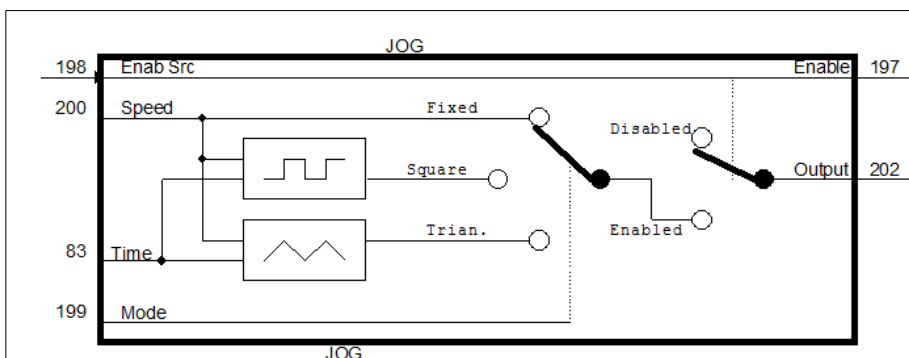 JOG
198 Enab Src Enable 197
200 Speed Fixed
Disabled
Square Output 202
Trian. Enabled
83 Time
199 Mode
JOG